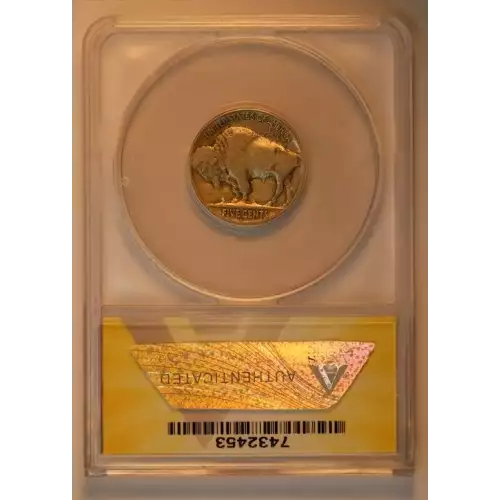 UNITED STATES OF AMERICA
FIVE CENTS
AUTHENTICATED
7432453